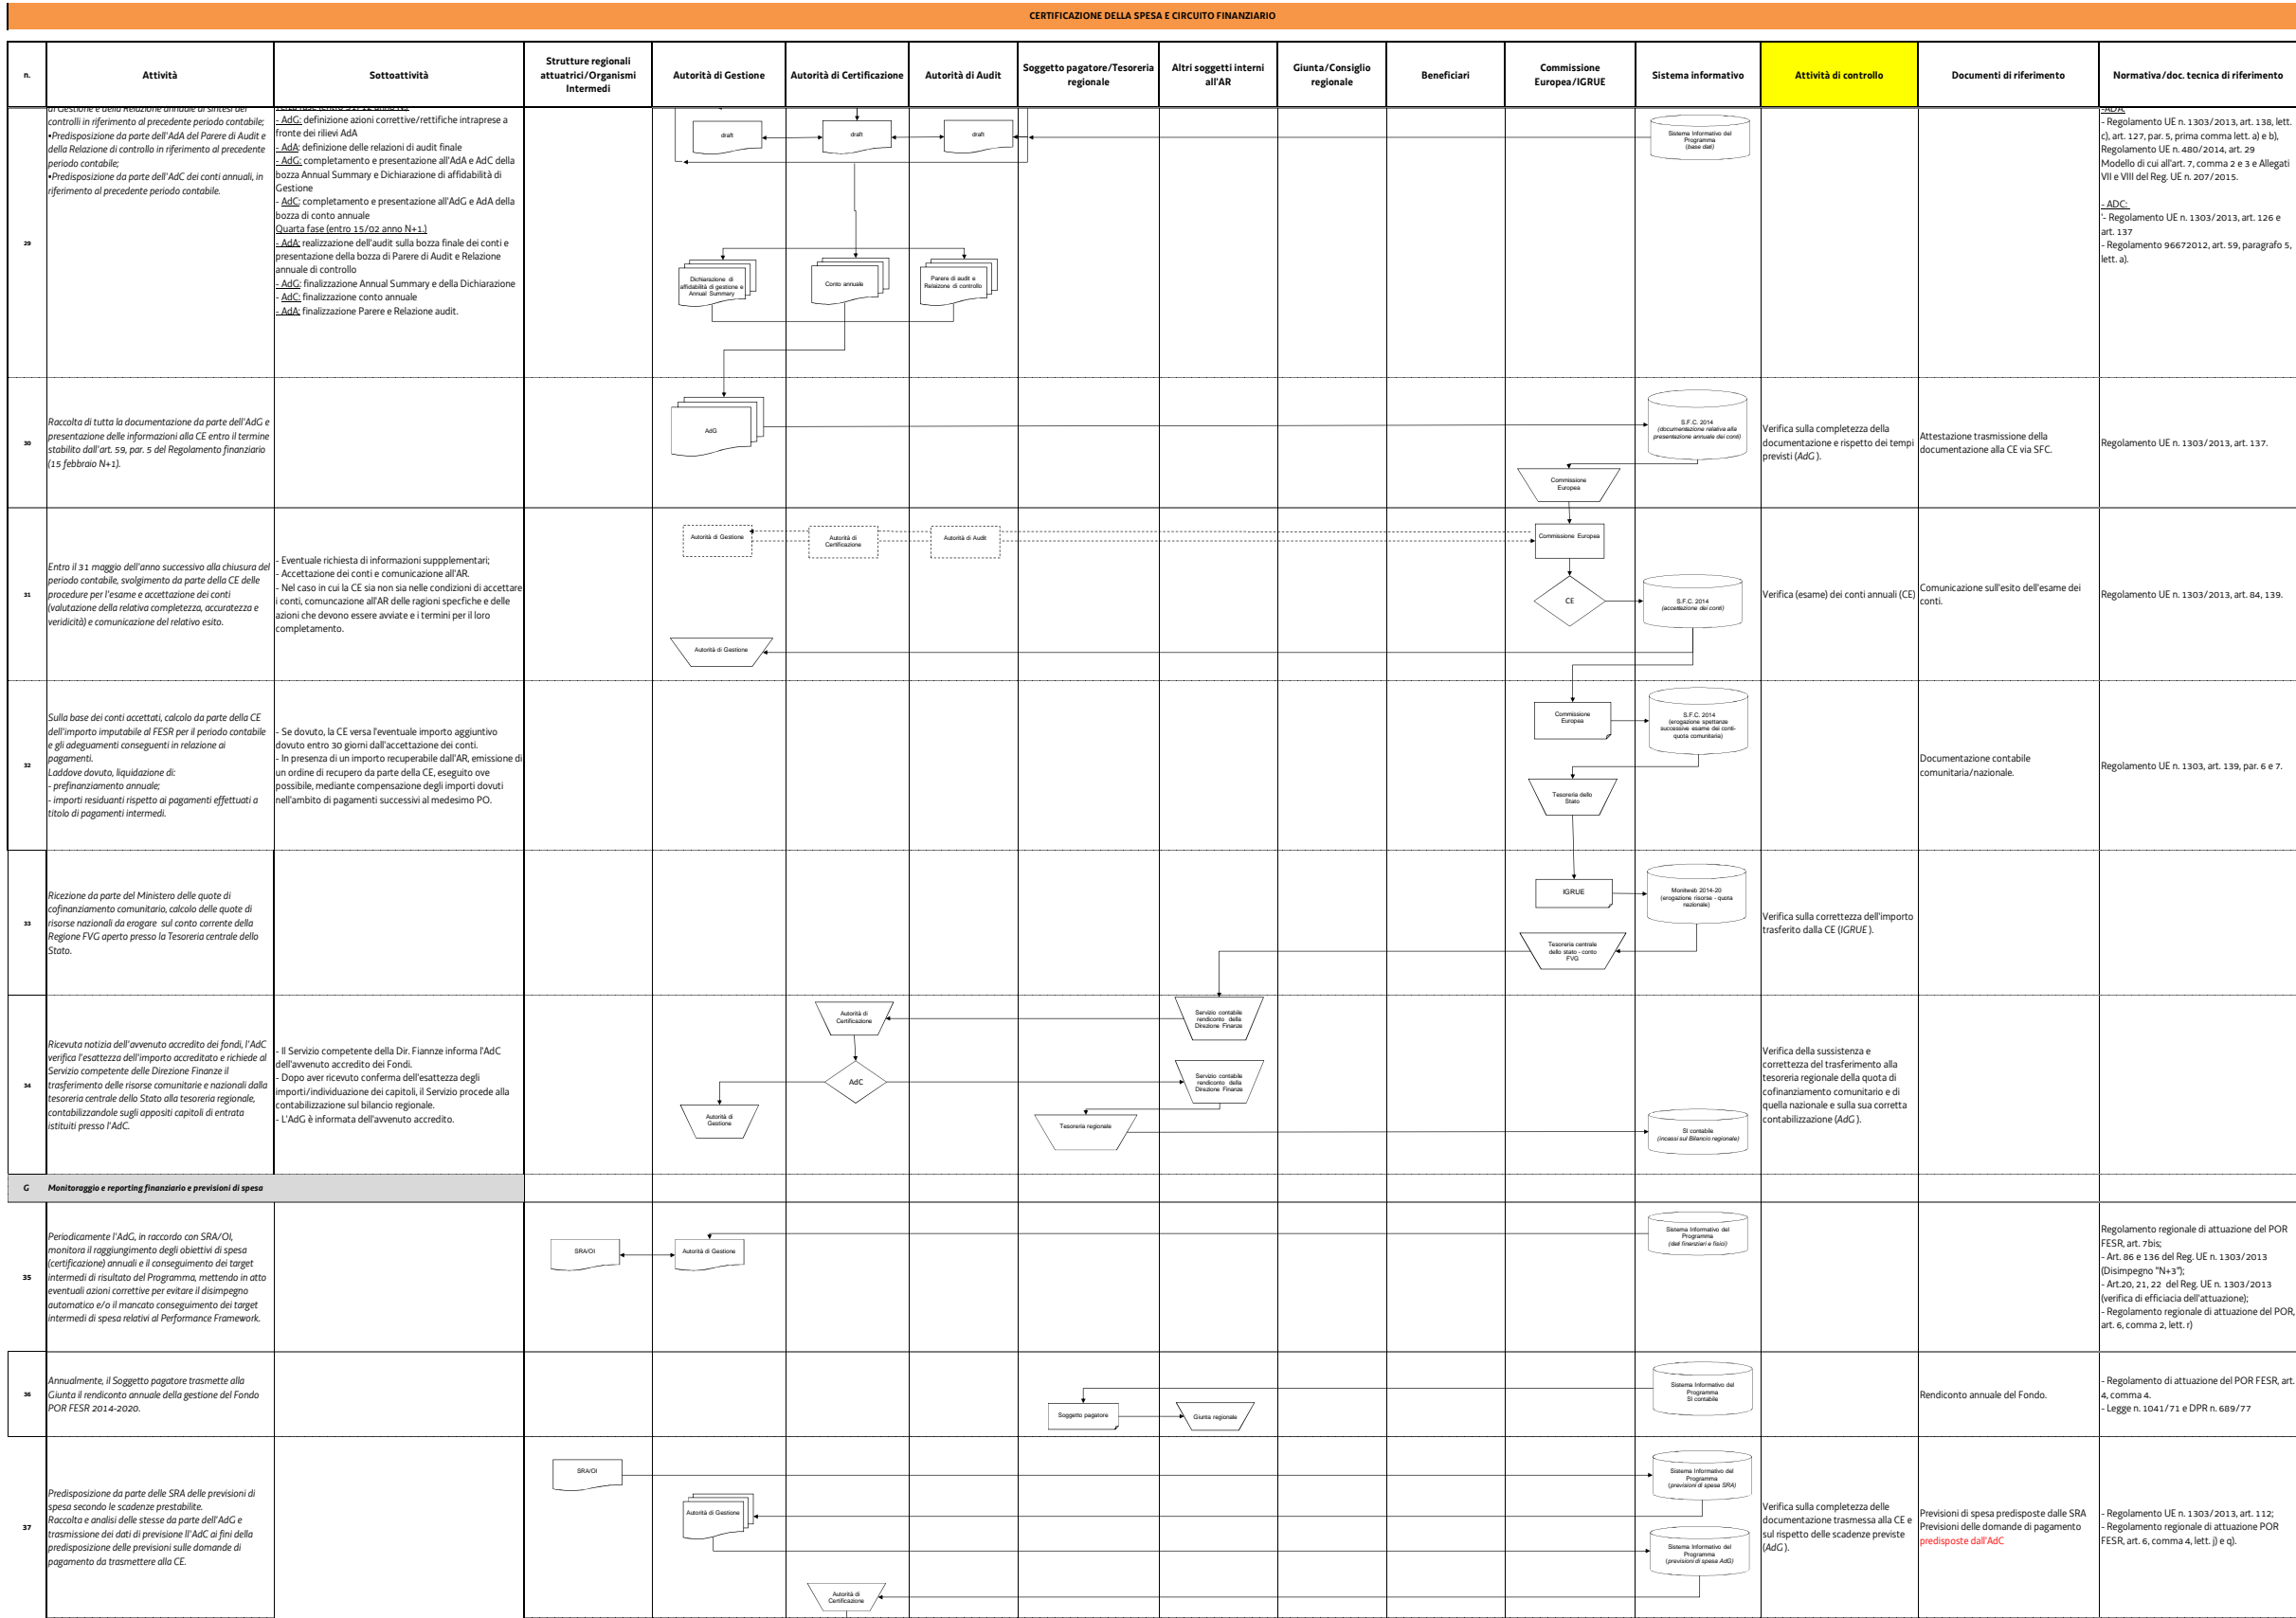 CERTIFICAZIONE DELLA SPESA E CIRCUITO FINANZIARIO
n.
Attività
Sottoattività
Strutture regionali
attuatrici/Organismi
Intermedi
Autorità di Gestione
Autorità di Certificazione
Autorità di Audit
Soggetto pagatore/Tesoreria
regionale
Altri soggetti interni
all'AR
Giunta/Consiglio
regionale
Beneficiari
Commissione
Europea/IGRUE
Sistema informativo
Attività di controllo
Documenti di riferimento
Normativa/doc. tecnica di riferimento
29
di Gestione e della Relazione annuale di sintesi dei
controlli in riferimento al precedente periodo contabile;
•Predisposizione da parte dell'AdA del Parere di Audit e
della Relazione di controllo in riferimento al precedente
periodo contabile;
•Predisposizione da parte dell'AdC dei conti annuali, in
riferimento al precedente periodo contabile.
- AdG: definizione azioni correttive/rettifiche intraprese a
fronte dei rilievi AdA
- AdA: definizione delle relazioni di audit finale
- AdG: completamento e presentazione all'AdA e AdC della
bozza Annual Summary e Dichiarazione di affidabilità di
Gestione
- AdC: completamento e presentazione all'AdG e AdA della
bozza di conto annuale
Quarta fase (entro 15/02 anno N+1.)
- AdA: realizzazione dell'audit sulla bozza finale dei conti e
presentazione della bozza di Parere di Audit e Relazione
annuale di controllo
- AdG: finalizzazione Annual Summary e della Dichiarazione
- AdC: finalizzazione conto annuale
- AdA: finalizzazione Parere e Relazione audit.
draft
draft
draft
Dichiarazione di
affidabilità di gestione e
Annual Summary
Conto annuale
Parere di audit e
Relaizone di controllo
Sistema Informativo del
Programma
(base dati)
-ADA:
- Regolamento UE n. 1303/2013, art. 138, lett.
c), art. 127, par. 5, prima comma lett. a) e b),
Regolamento UE n. 480/2014, art. 29
Modello di cui all'art. 7, comma 2 e 3 e Allegati
VII e VIII del Reg. UE n. 207/2015.
- ADC:
'- Regolamento UE n. 1303/2013, art. 126 e
art. 137
- Regolamento 96672012, art. 59, paragrafo 5,
lett. a).
30
Raccolta di tutta la documentazione da parte dell'AdG e
presentazione delle informazioni alla CE entro il termine
stabilito dall'art. 59, par. 5 del Regolamento finanziario
(15 febbraio N+1).
AdG
Commissione
Europea
S.F.C. 2014
(documentazione relativa alla
presentazione annuale dei conti)
Verifica sulla completezza della
documentazione e rispetto dei tempi
previsti (AdG ).
Attestazione trasmissione della
documentazione alla CE via SFC.
Regolamento UE n. 1303/2013, art. 137.
31
Entro il 31 maggio dell'anno successivo alla chiusura del
periodo contabile, svolgimento da parte della CE delle
procedure per l'esame e accettazione dei conti
(valutazione della relativa completezza, accuratezza e
veridicità) e comunicazione del relativo esito.
- Eventuale richiesta di informazioni suppplementari;
- Accettazione dei conti e comunicazione all'AR.
- Nel caso in cui la CE sia non sia nelle condizioni di accettare
i conti, comuncazione all'AR delle ragioni specfiche e delle
azioni che devono essere avviate e i termini per il loro
completamento.
Autorità di Gestione
Autorità di
Certificazione
Autorità di Audit
Commissione Europea
CE
S.F.C. 2014
(accettazione dei conti)
Autorità di Gestione
Verifica (esame) dei conti annuali (CE)
Comunicazione sull'esito dell'esame dei
conti.
Regolamento UE n. 1303/2013, art. 84, 139.
32
Sulla base dei conti accettati, calcolo da parte della CE
dell'importo imputabile al FESR per il periodo contabile
e gli adeguamenti conseguenti in relazione ai
pagamenti.
Laddove dovuto, liquidazione di:
- prefinanziamento annuale;
- importi residuanti rispetto ai pagamenti effettuati a
titolo di pagamenti intermedi.
- Se dovuto, la CE versa l'eventuale importo aggiuntivo
dovuto entro 30 giorni dall'accettazione dei conti.
- In presenza di un importo recuperabile dall'AR, emissione di
un ordine di recupero da parte della CE, eseguito ove
possibile, mediante compensazione degli importi dovuti
nell'ambito di pagamenti successivi al medesimo PO.
Commissione
Europea
Tesoreria dello
Stato
S.F.C. 2014
(erogazione spettanze
successive esame dei conti-
quota comunitaria)
Documentazione contabile
comunitaria/nazionale.
Regolamento UE n. 1303, art. 139, par. 6 e 7.
33
Ricezione da parte del Ministero delle quote di
cofinanziamento comunitario, calcolo delle quote di
risorse nazionali da erogare sul conto corrente della
Regione FVG aperto presso la Tesoreria centrale dello
Stato.
IGRUE
Tesoreria centrale
dello stato - conto
FVG
Monitweb 2014-20
(erogazione risorse - quota
nazionale)
Verifica sulla correttezza dell'importo
trasferito dalla CE (IGRUE ).
34
Ricevuta notizia dell'avvenuto accredito dei fondi, l'AdC
verifica l'esattezza dell'importo accreditato e richiede al
Servizio competente delle Direzione Finanze il
trasferimento delle risorse comunitarie e nazionali dalla
tesoreria centrale dello Stato alla tesoreria regionale,
contabilizzandole sugli appositi capitoli di entrata
istituiti presso l'AdC.
- Il Servizio competente della Dir. Fiannze informa l'AdC
dell'avvenuto accredito dei Fondi.
- Dopo aver ricevuto conferma dell'esattezza degli
importi/individuazione dei capitoli, il Servizio procede alla
contabilizzazione sul bilancio regionale.
- L'AdG è informata dell'avvenuto accredito.
Autorità di
Gestione
Autorità di
Certificazione
AdC
Tesoreria regionale
Servizio contabile
rendiconto della
Direzione Finanze
Servizio contabile
rendiconto della
Direzione Finanze
SI contabile
(incassi sul Bilancio regionale)
Verifica della sussistenza e
correttezza del trasferimento alla
tesoreria regionale della quota di
cofinanziamento comunitario e di
quella nazionale e sulla sua corretta
contabilizzazione (AdG ).
G Monitoraggio e reporting finanziario e previsioni di spesa
35
Periodicamente l'AdG, in raccordo con SRA/OI,
monitora il raggiungimento degli obiettivi di spesa
(certificazione) annuali e il conseguimento dei target
intermedi di risultato del Programma, mettendo in atto
eventuali azioni correttive per evitare il disimpegno
automatico e/o il mancato conseguimento dei target
intermedi di spesa relativi al Performance Framework.
SRA/OI
Autorità di Gestione
Sistema Informativo del
Programma
(dati finanziari e fisici)
Regolamento regionale di attuazione del POR
FESR, art. 7bis;
- Art. 86 e 136 del Reg. UE n. 1303/2013
(Disimpegno "N+3");
- Art.20, 21, 22 del Reg. UE n. 1303/2013
(verifica di efficiacia dell'attuazione);
- Regolamento regionale di attuazione del POR,
art. 6, comma 2, lett. r)
36
Annualmente, il Soggetto pagatore trasmette alla
Giunta il rendiconto annuale della gestione del Fondo
POR FESR 2014-2020.
Soggetto pagatore
Giunta regionale
Sistema Informativo del
Programma
SI contabile
Rendiconto annuale del Fondo.
- Regolamento di attuazione del POR FESR, art.
4, comma 4.
- Legge n. 1041/71 e DPR n. 689/77
37
Predisposizione da parte delle SRA delle previsioni di
spesa secondo le scadenze prestabilite.
Raccolta e analisi delle stesse da parte dell'AdG e
trasmissione dei dati di previsione ll'AdC ai fini della
predisposizione delle previsioni sulle domande di
pagamento da trasmettere alla CE.
SRA/OI
Autorità di Gestione
Autorità di
Certificazione
Sistema Informativo del
Programma
(previsioni di spesa SRA)
Sistema Informativo del
Programma
(previsioni di spesa AdG)
Verifica sulla completezza delle
documentazione trasmessa alla CE e
sul rispetto delle scadenze previste
(AdG ).
Previsioni di spesa predisposte dalle SRA
Previsioni delle domande di pagamento
predisposte dall'AdC
- Regolamento UE n. 1303/2013, art. 112;
- Regolamento regionale di attuazione POR
FESR, art. 6, comma 4, lett. j) e q).